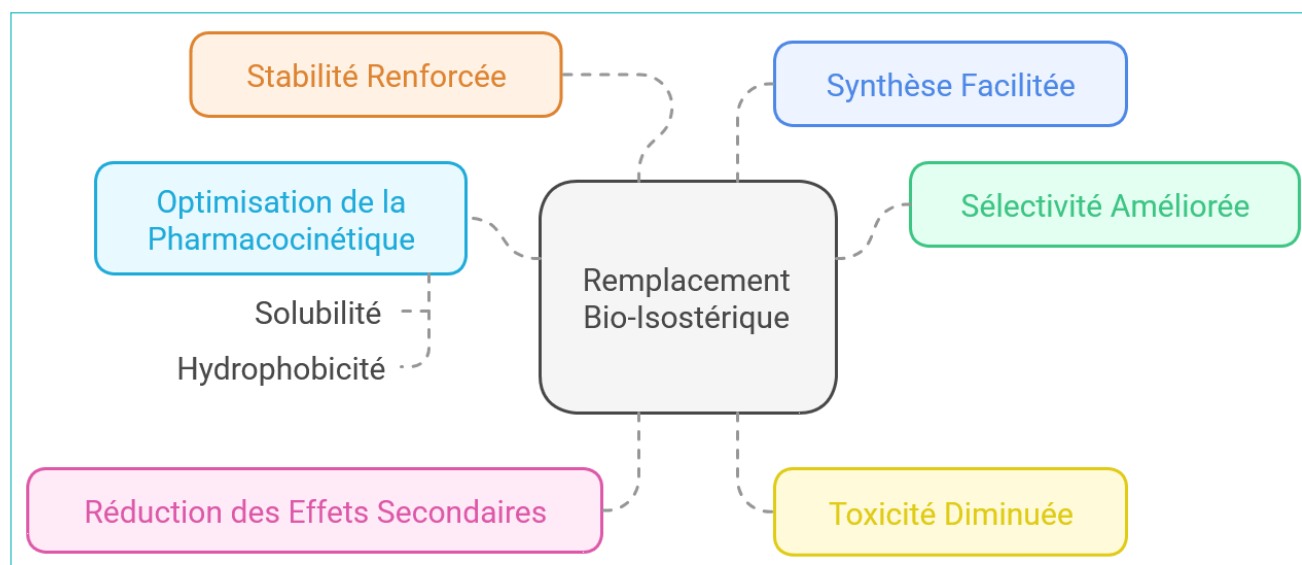 Stabilité Renforcée
Synthèse Facilitée
Optimisation de la
Pharmacocinétique
Sélectivité Améliorée
Remplacement
Bio-Isostérique
Solubilité
Hydrophobicité
Réduction des Effets Secondaires
Toxicité Diminuée